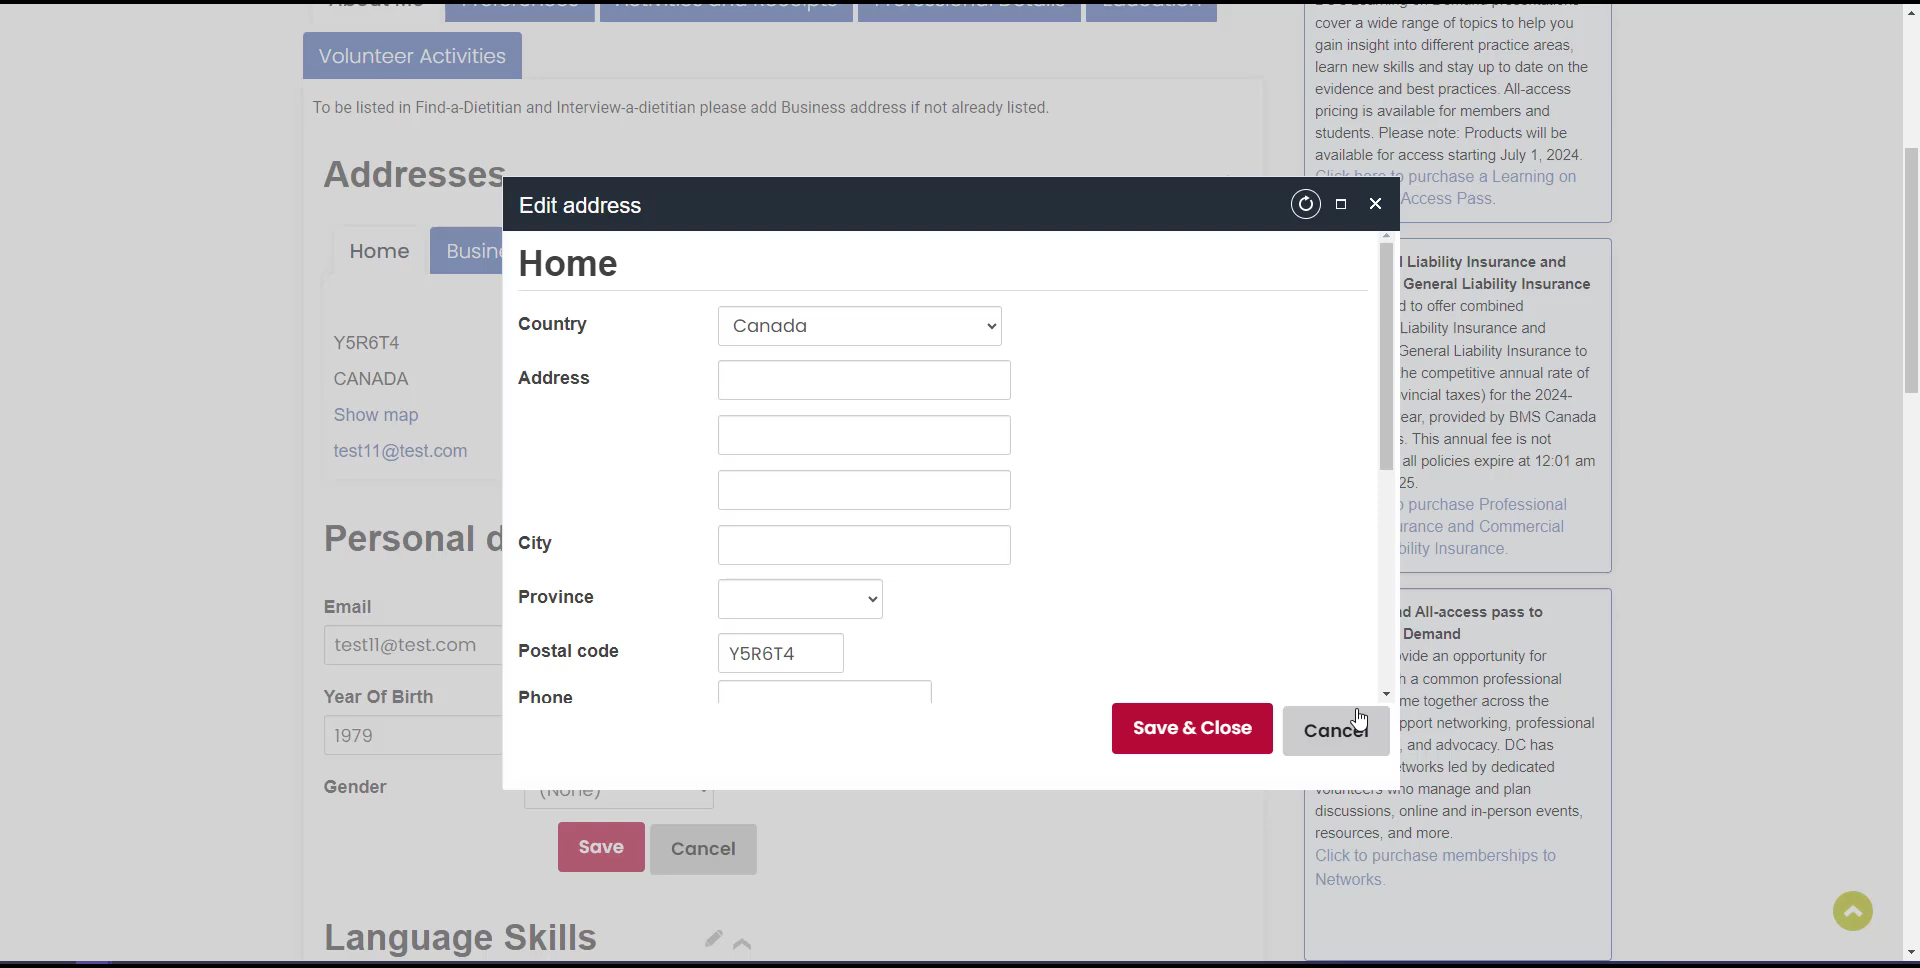 Volunteer Activities
To be listed in Find-a-Dietitian and Interview-a-dietitian please add Business address if not already listed.
Addresses
Home
Y5R6T4
CANADA
Show map
test11@test.com
Personal
Email
test11@test.com
Year Of Birth
1979
Gender
(None)
Save
Cancel
Language Skills
Edit address
Home
Country
Canada
Address
City
Province
Postal code
Y5R6T4
Phone
Save & Close
Cancel
cover a wide range of topics to help you
gain insight into different practice areas,
learn new skills and stay up to date on the
evidence and best practices. All-access
pricing is available for members and
students. Please note: Products will be
available for access starting July 1, 2024.
Click here to purchase a Learning on
Access Pass.
Liability Insurance and
General Liability Insurance
to offer combined
Liability Insurance and
General Liability Insurance to
the competitive annual rate of
taxes) for the 2024-
provided by BMS Canada
This annual fee is not
all policies expire at 12:01 am
25.
purchase Professional
and Commercial
Insurance.
All-access pass to
Demand
an opportunity for
a common professional
together across the
networking, professional
and advocacy. DC has
led by dedicated
volunteers who manage and plan
discussions, online and in-person events,
resources, and more.
Click to purchase memberships to
Networks.